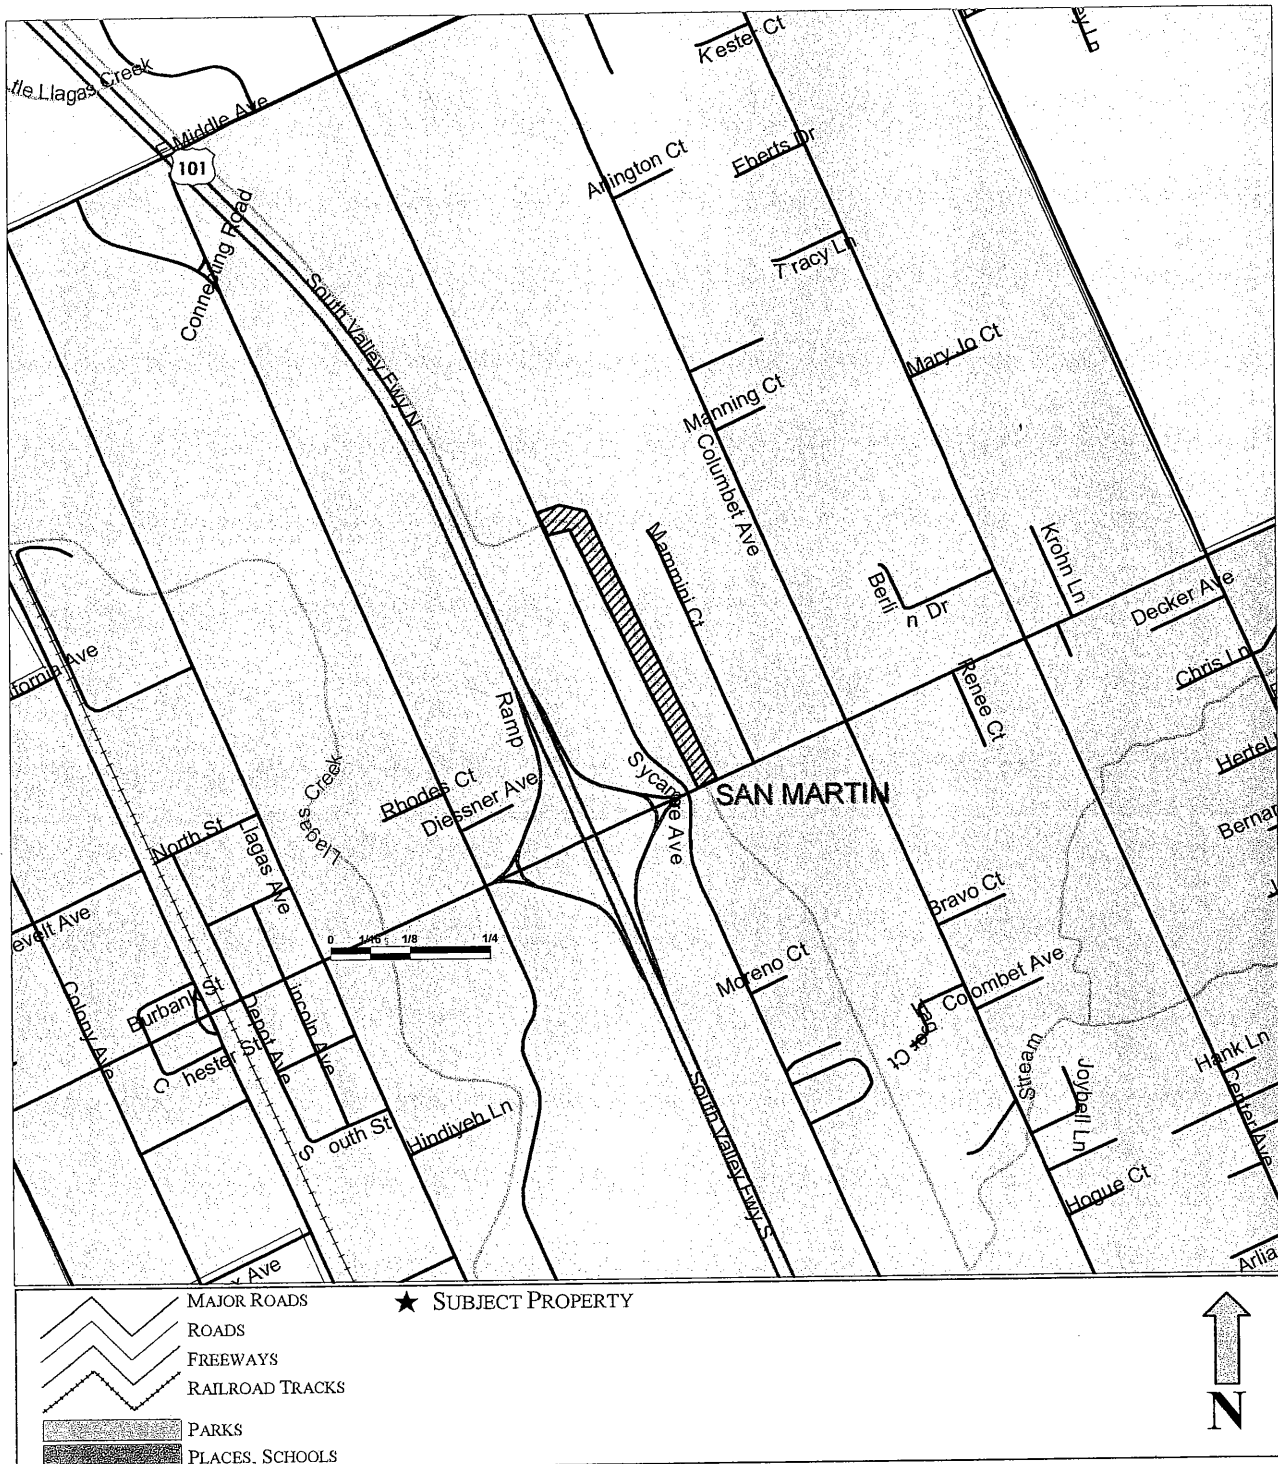 Kester Ct
ey Ln
tle Llagas Creek
E Middle Ave
101
Arlington Ct
Eberts Dr
Connecting Road
Tracy Ln
South Valley Fwy N
Mary Jo Ct
Manning Ct
Columbet Ave
Mammini Ct
Krohn Ln
Berli n Dr
Decker Ave
ifornia Ave
Chris Ln
Renee Ct
Ramp
Sycamore Ave
Hertel
Llagas Creek
Rhodes Ct
Diessner Ave
SAN MARTIN
North St
Llagas Ave
Bernar
evelt Ave
Bravo Ct
0 1/16 1/8 1/4
Moreno Ct
Colombet Ave
Colony Ave
Burbank St
Depot Ave
incoln Ave
C hester St
Stream
Joybell Ln
Hank Ln
Center Ave
South Valley Fwy S
S outh St
Hindiyeh Ln
Hogue Ct
x Ave
Arlia
MAJOR ROADS
★ SUBJECT PROPERTY
ROADS
FREEWAYS
RAILROAD TRACKS
PARKS
PLACES, SCHOOLS
N